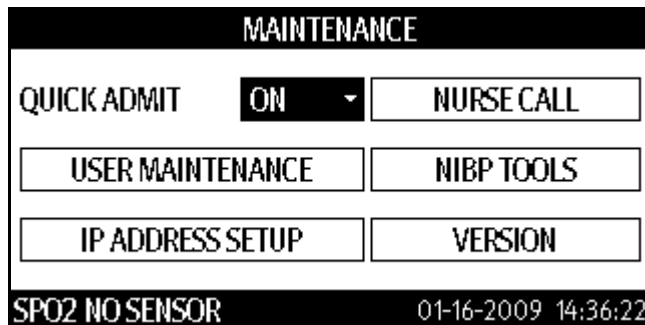 MAINTENANCE
QUICK ADMIT ON NURSE CALL
USER MAINTENANCE NIBP TOOLS
IP ADDRESS SETUP VERSION
SPO2 NO SENSOR 01-16-2009 14:36:22